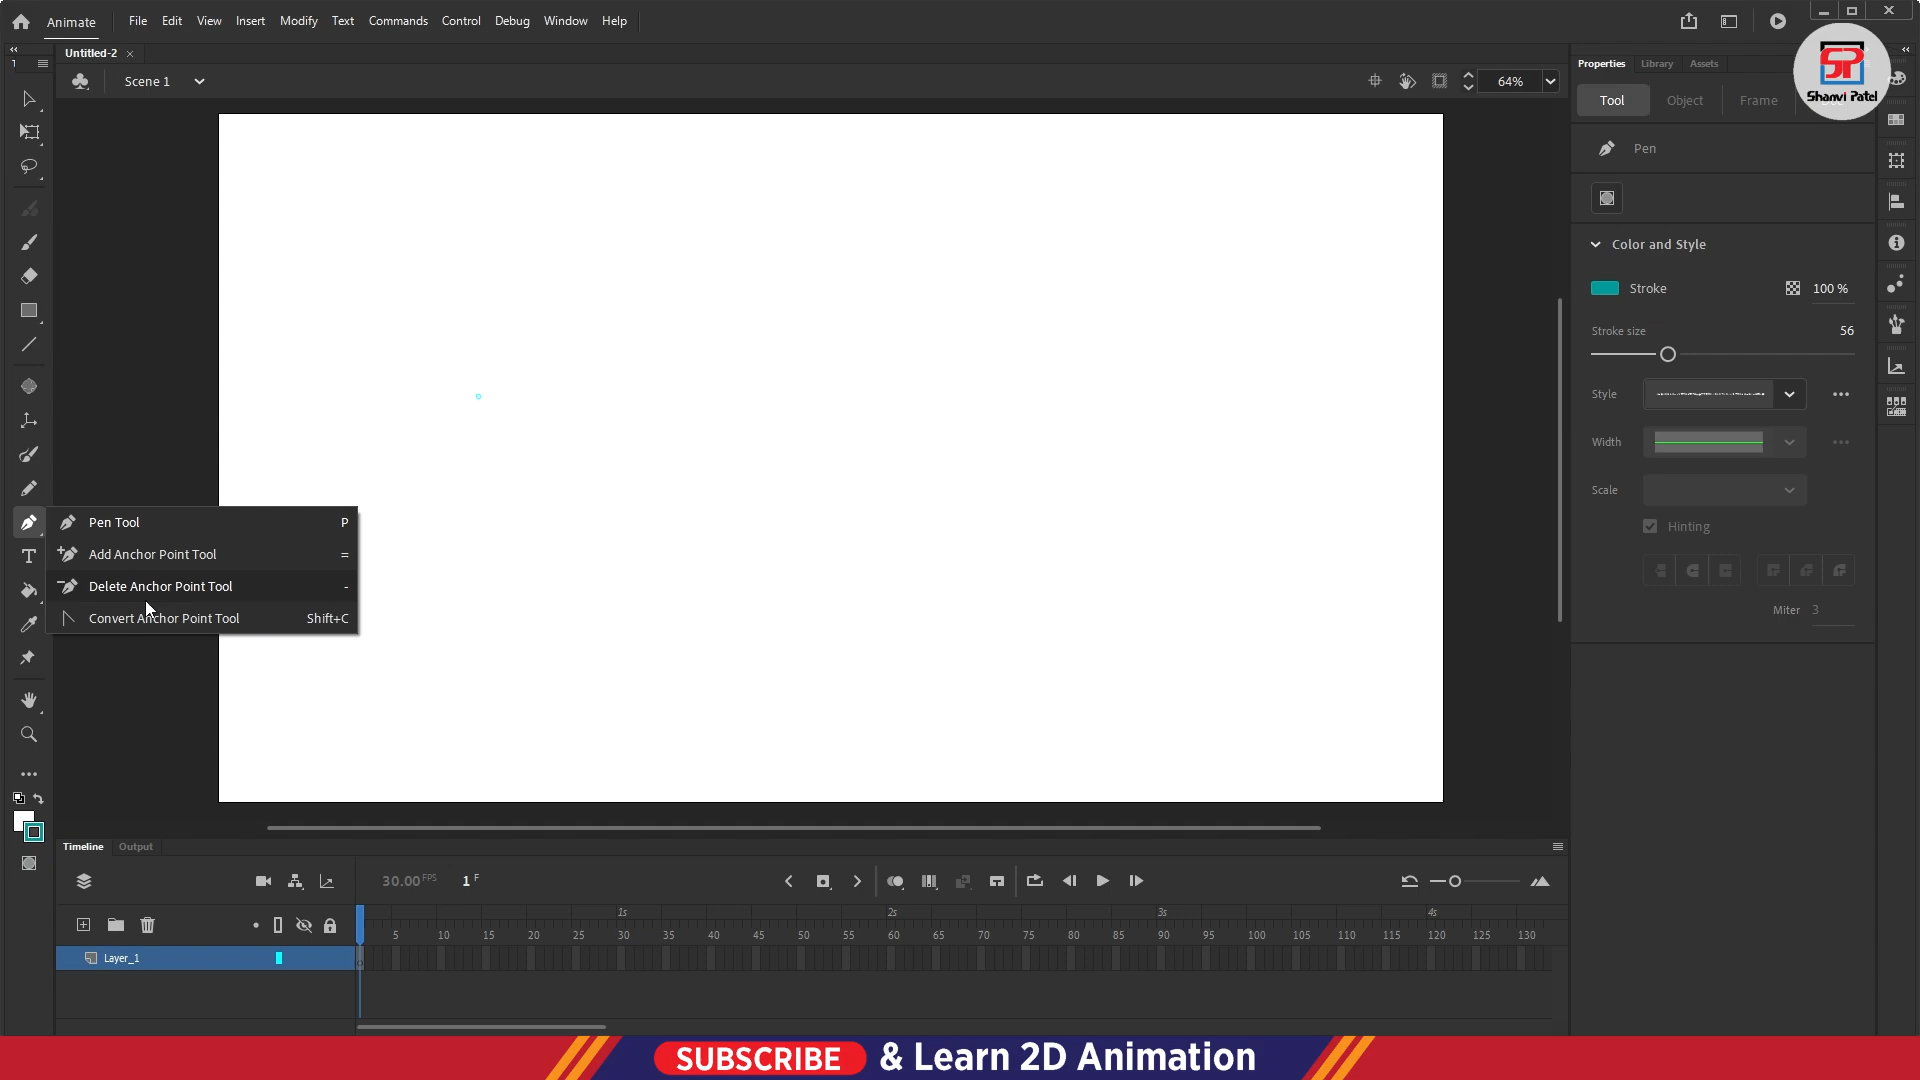 Animate File Edit View Insert Modify Text Commands Control Debug Window Help
Untitled-2
Scene 1
64%
Properties Library Assets
SP
Shanvi Patel
Tool Object Frame
Pen
Color and Style
Stroke 100 %
Stroke size 56
Style
Width
Scale
Hinting
Miter 3
Pen Tool P
Add Anchor Point Tool =
Delete Anchor Point Tool -
Convert Anchor Point Tool Shift+C
Timeline Output
30.00 FPS 1 F
1s 2s 3s 4s
5 10 15 20 25 30 35 40 45 50 55 60 65 70 75 80 85 90 95 100 105 110 115 120 125 130
Layer_1
SUBSCRIBE & Learn 2D Animation